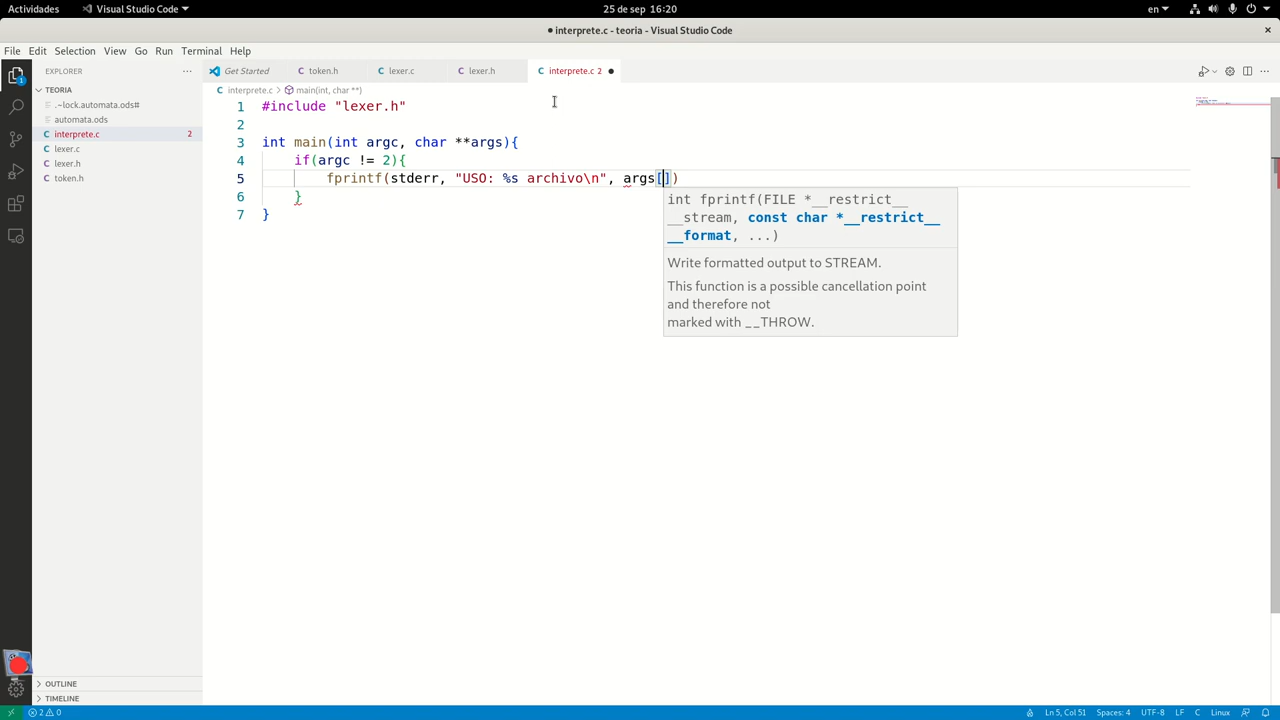 Actividades
Visual Studio Code
25 de sep 16:20
en
interprete.c - teoria - Visual Studio Code
File Edit Selection View Go Run Terminal Help
EXPLORER
Get Started
token.h
lexer.c
lexer.h
interprete.c 2
TEORIA
.~lock.automata.ods#
automata.ods
interprete.c 2
lexer.c
lexer.h
token.h
interprete.c > main(int, char **)
1 #include "lexer.h"
2
3 int main(int argc, char **args){
4 if(argc != 2){
5 fprintf(stderr, "USO: %s archivo\n", args[])
6 }
7 }
int fprintf(FILE *__restrict__
__stream, const char *__restrict__
__format, ...)
Write formatted output to STREAM.
This function is a possible cancellation point
and therefore not
marked with __THROW.
1
OUTLINE
TIMELINE
2 0
Ln 5, Col 51 Spaces: 4 UTF-8 LF C Linux